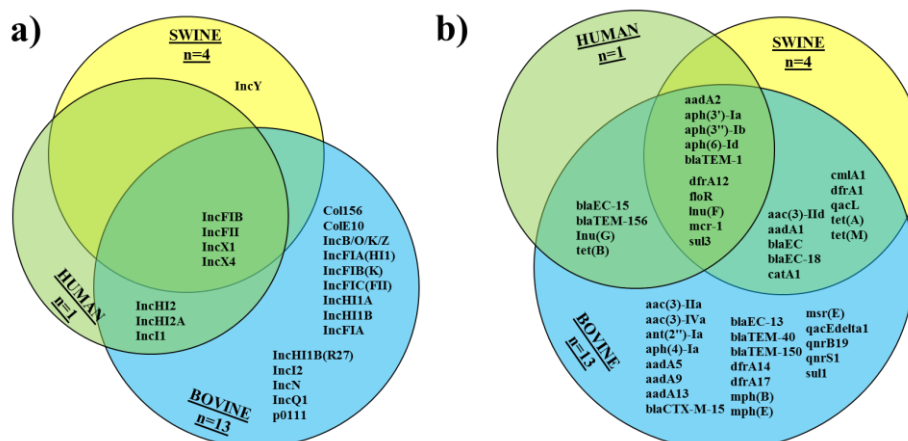 a)
SWINE
n=4
IncY
IncFIB
IncFII
IncX1
IncX4
Col156
ColE10
IncB/O/K/Z
IncFIA(HI1)
IncFIB(K)
IncFIC(FII)
IncHI1A
IncHI1B
IncFIA
HUMAN
n=1
IncHI2
IncHI2A
IncI1
IncHI1B(R27)
IncI2
IncN
IncQ1
p0111
BOVINE
n=13
b)
HUMAN
n=1
SWINE
n=4
aadA2
aph(3')-Ia
aph(3'')-Ib
aph(6)-Id
blaTEM-1
dfrA12
floR
lnu(F)
mcr-1
sul3
blaEC-15
blaTEM-156
lnu(G)
tet(B)
cmlA1
dfrA1
qacL
tet(A)
tet(M)
aac(3)-IId
aadA1
blaEC
blaEC-18
catA1
BOVINE
n=13
aac(3)-IIa
aac(3)-IVa
ant(2'')-Ia
aph(4)-Ia
aadA5
aadA9
aadA13
blaCTX-M-15
blaEC-13
blaTEM-40
blaTEM-150
dfrA14
dfrA17
mph(B)
mph(E)
msr(E)
qacEdelta1
qnrB19
qnrS1
sul1